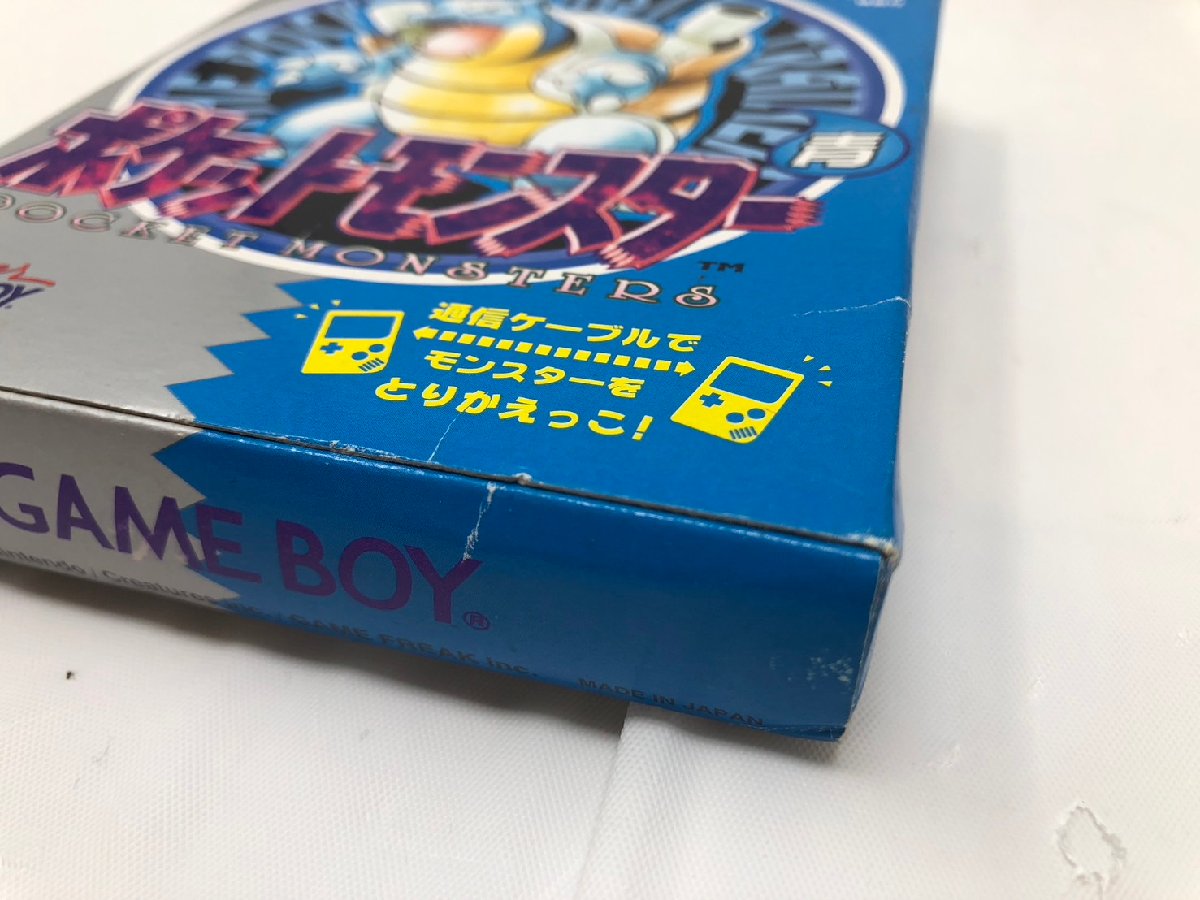 青
ポケットモンスター
POCKET MONSTERS
TM
通信ケーブルで
モンスターを
とりかえっこ!
GAME BOY®
Nintendo / Creatures inc. / GAME FREAK inc.
MADE IN JAPAN